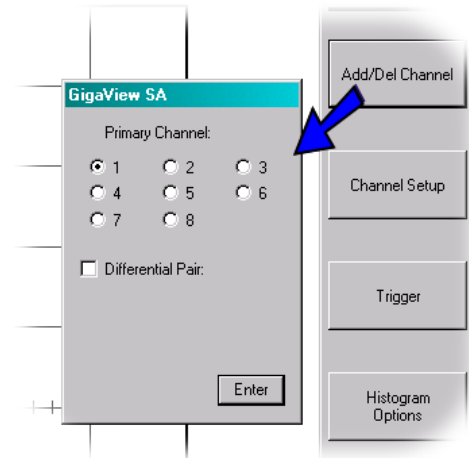 GigaView SA
Primary Channel:
1 2 3
4 5 6
7 8
Differential Pair:
Enter
Add/Del Channel
Channel Setup
Trigger
Histogram
Options